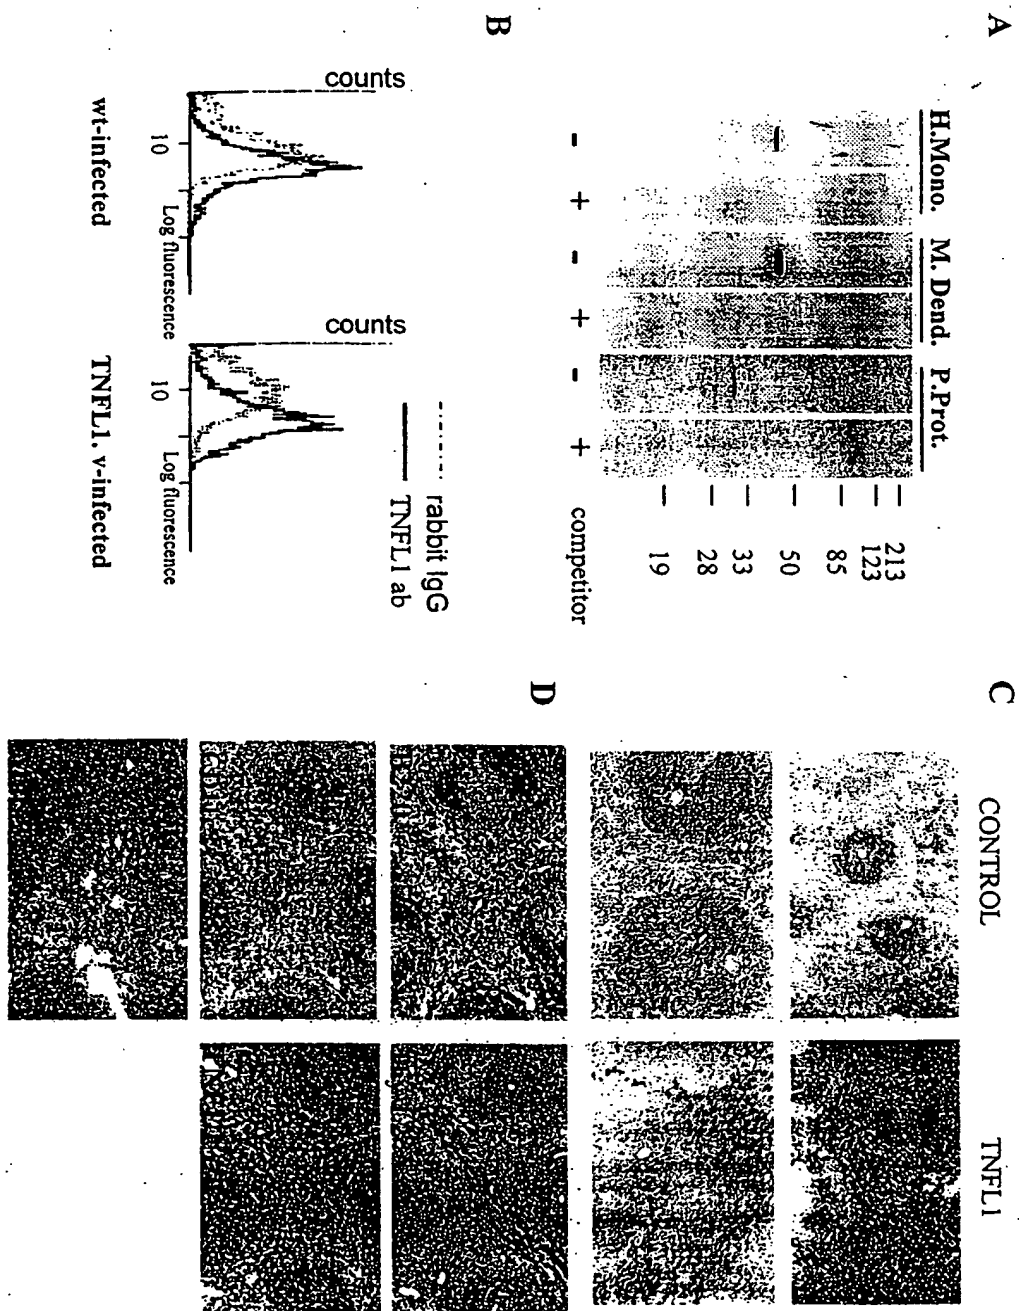 A
H.Mono. M. Dend. P.Prot.
213
123
85
50
33
28
19
- + - + - + competitor
B
counts
10
Log fluorescence
wt-infected
counts
10
Log fluorescence
TNFL1. v-infected
rabbit IgG
TNFL1 ab
C
CONTROL TNFL1
D